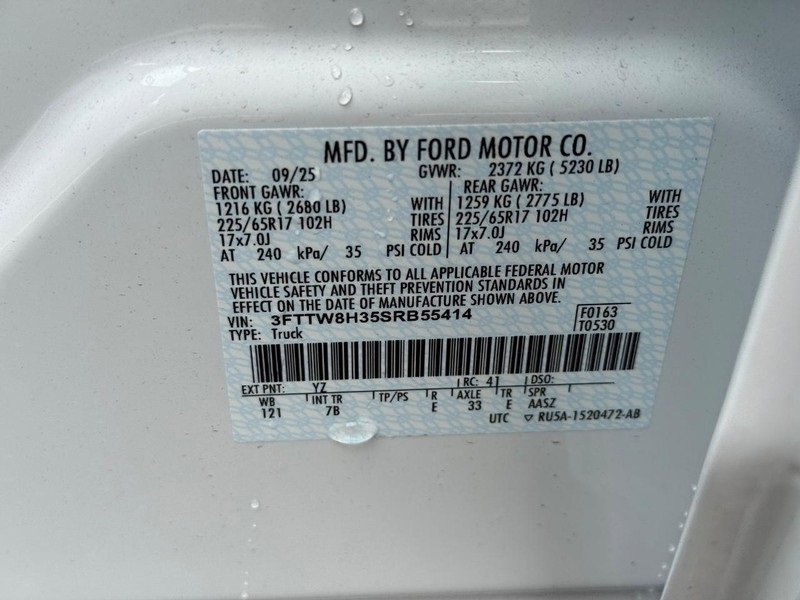 MFD. BY FORD MOTOR CO.
DATE: 09/25 GVWR: 2372 KG ( 5230 LB)
FRONT GAWR: REAR GAWR:
1216 KG ( 2680 LB) WITH 1259 KG ( 2775 LB) WITH
225/65R17 102H TIRES 225/65R17 102H TIRES
17x7.0J RIMS 17x7.0J RIMS
AT 240 kPa/ 35 PSI COLD AT 240 kPa/ 35 PSI COLD
THIS VEHICLE CONFORMS TO ALL APPLICABLE FEDERAL MOTOR
VEHICLE SAFETY AND THEFT PREVENTION STANDARDS IN
EFFECT ON THE DATE OF MANUFACTURE SHOWN ABOVE.
VIN: 3FTTW8H35SRB55414 F0163
TYPE: Truck T0530
EXT PNT: YZ RC: 41 DSO:
WB INT TR TP/PS R AXLE TR SPR
121 7B E 33 E AASZ
UTC ▽ RU5A-1520472-AB